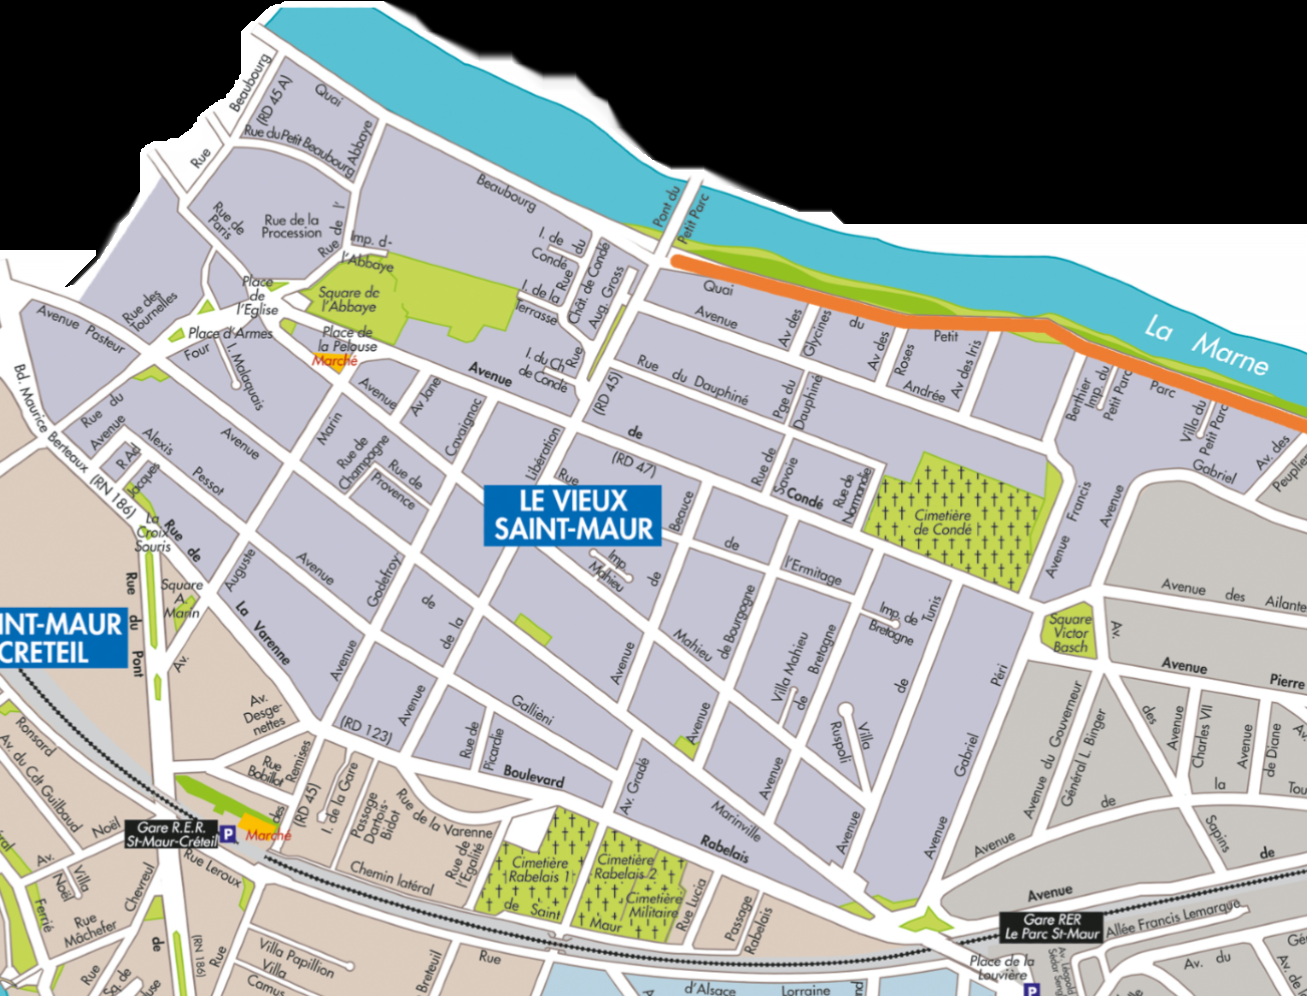 Beaubourg
(RD 45 A)
Quai
Rue du Petit Beaubourg
Abbaye
Rue
Rue de
Paris
Rue de la
Procession
Rue de l'
Imp. d-
l'Abbaye
Beaubourg
Pont du
Petit Parc
I. de
Condé
I. de la
Terrasse
Rue du
Chât. de Condé
Aug. Gross
Place
de
l'Eglise
Square de
l'Abbaye
Rue des
Tournelles
Place d'Armes
Place de
la Pelouse
Marché
Avenue Pasteur
Four
I. Malaquais
I. du Ch.
de Condé
Rue
Quai
Avenue
Av des
Glycines
du
Av des
Roses
Petit
Av des Iris
André
La Marne
Berthier
Imp. du
Petit Parc
Parc
Villa du
Petit Parc
Gabriel
Av. des
Peuplier
Bd. Maurice Berteaux
(RN 186)
Rue du
Avenue
Alexis
Pessot
R. Ad.
Jacques
Avenue
Marin
Avenue
Av Jane
Avenue
Cavaignac
Rue de
Champagne
Rue de
Provence
Libération
(RD 45)
Rue du Dauphiné
Pge du
Dauphiné
de
(RD 47)
Rue
Rue de
Savoie
Condé
Rue de
Normandie
Cimetière
de Condé
Francis
Avenue
Avenue
LE VIEUX
SAINT-MAUR
Beauce
de
de
l'Ermitage
Imp.
Mahieu
Imp. de
Bretagne
Tunis
La
Croix
Souris
Rue de
La Varenne
Square
A.
Marin
Auguste
Avenue
Godefroy
de
de la
Rue du Pont
INT-MAUR
CRETEIL
Av.
Av.
Desge-
nettes
Avenue
Avenue
Galliéni
Avenue
Mahieu
de Bourgogne
Villa Mahieu
de
Bretagne
de
Péri
Square
Victor
Basch
Av.
Avenue des Ailante
Avenue Pierre
(RD 123)
Rue de
Picardie
Boulevard
Av. Gradé
Avenue
Marinville
Rabelais
Avenue
Villa
Ruspoli
Avenue
Gabriel
Avenue
Avenue du Gouverneur
Général L. Binger
des
Avenue
Charles VII
Avenue
de Diane
Av.
la
Tou
de
Sapins
de
Avenue
Avenue
Ronsard
Av. du Cdt Guilbaud
Noël
Gare R.E.R.
St-Maur-Créteil
P
Marché
Rue
Bobillot
des
Remises
(RD 45)
I. de la Gare
Passage
Dartois-
Bidot
Rue de la Varenne
Rue de
l'Egalité
Chemin latéral
Cimetière
Rabelais 1
de Saint
Cimetière
Rabelais 2
Cimetière
Militaire
Maur
Rue Lucia
Passage
Rabelais
Gare RER
Le Parc St-Maur
Allée Francis Lemarque
Place de la
Louvière
P
Av. du
Rue Leroux
Av.
Villa
Noël
Ferrié
Rue
Mâchefer
Chevreul
de
(RN 186)
Rue
Rue
Villa Papillon
Villa
Camus
Breteuil
Rue
d'Alsace
Lorraine